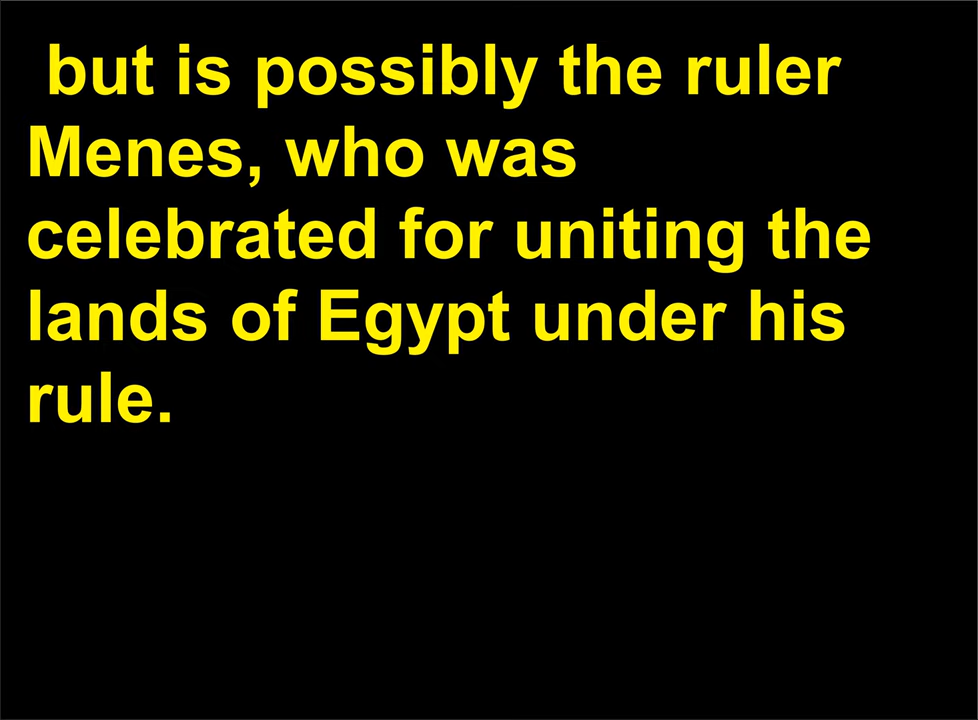 but is possibly the ruler
Menes, who was
celebrated for uniting the
lands of Egypt under his
rule.